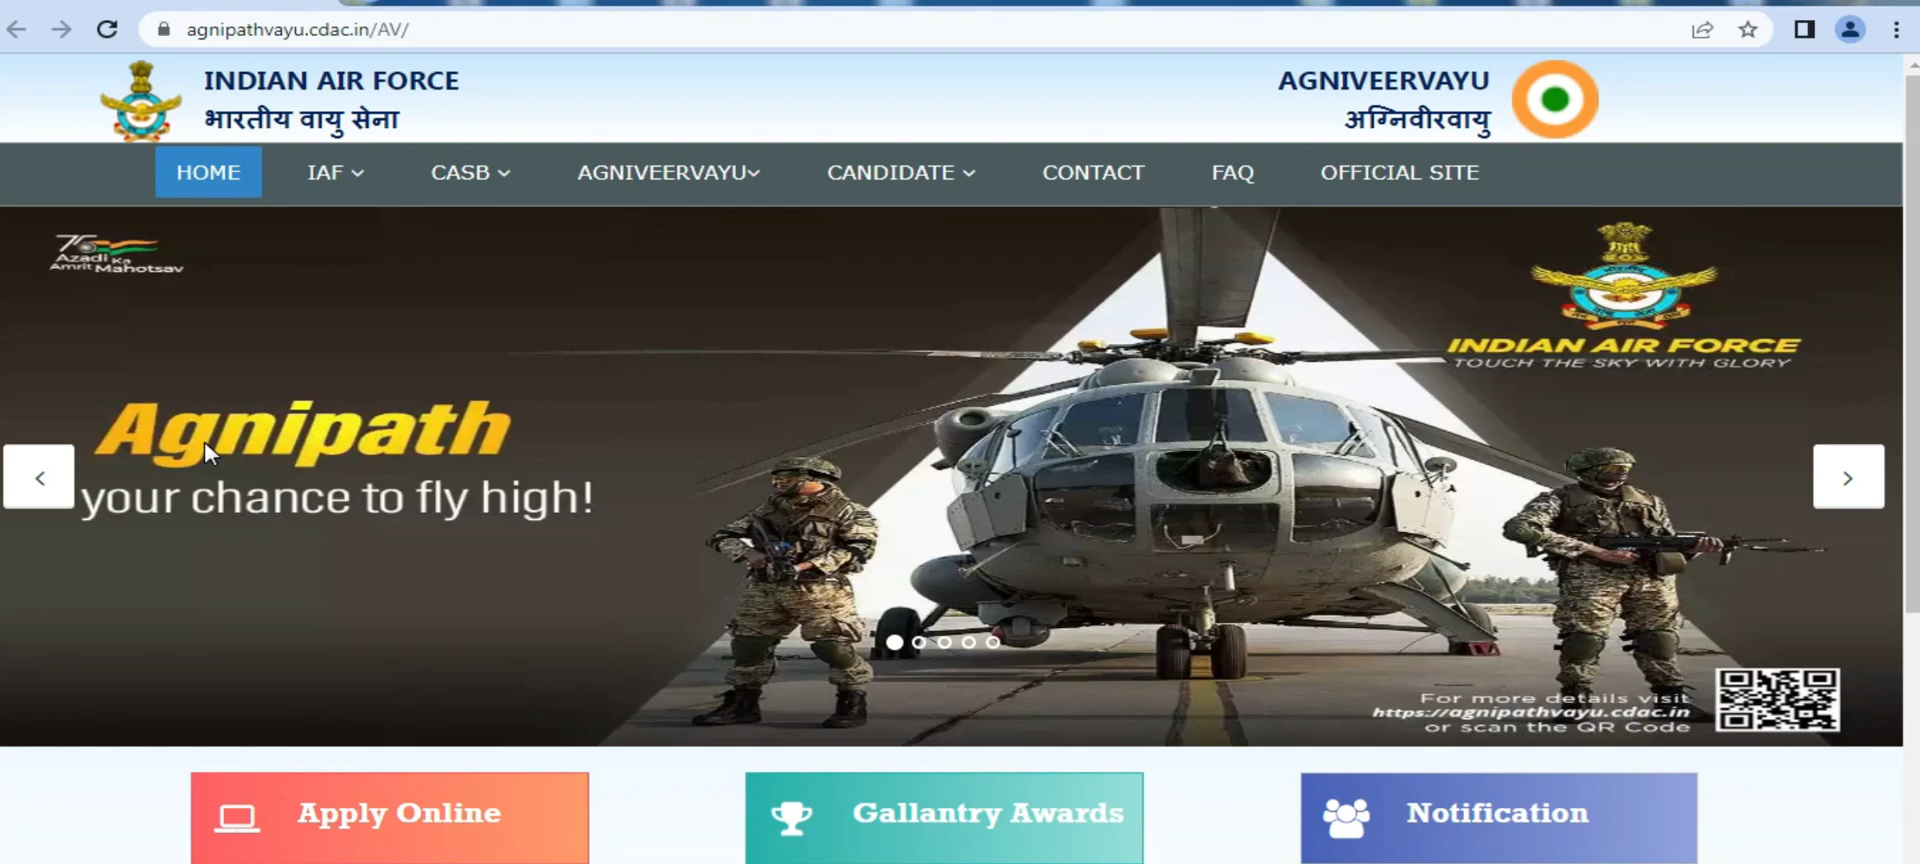 agnipathvayu.cdac.in/AV/
INDIAN AIR FORCE
भारतीय वायु सेना
AGNIVEERVAYU
अग्निवीरवायु
HOME IAF CASB AGNIVEERVAYU CANDIDATE CONTACT FAQ OFFICIAL SITE
75
Azadi Ka
Amrit Mahotsav
INDIAN AIR FORCE
TOUCH THE SKY WITH GLORY
Agnipath
your chance to fly high!
For more details visit
https://agnipathvayu.cdac.in
or scan the QR Code
Apply Online
Gallantry Awards
Notification